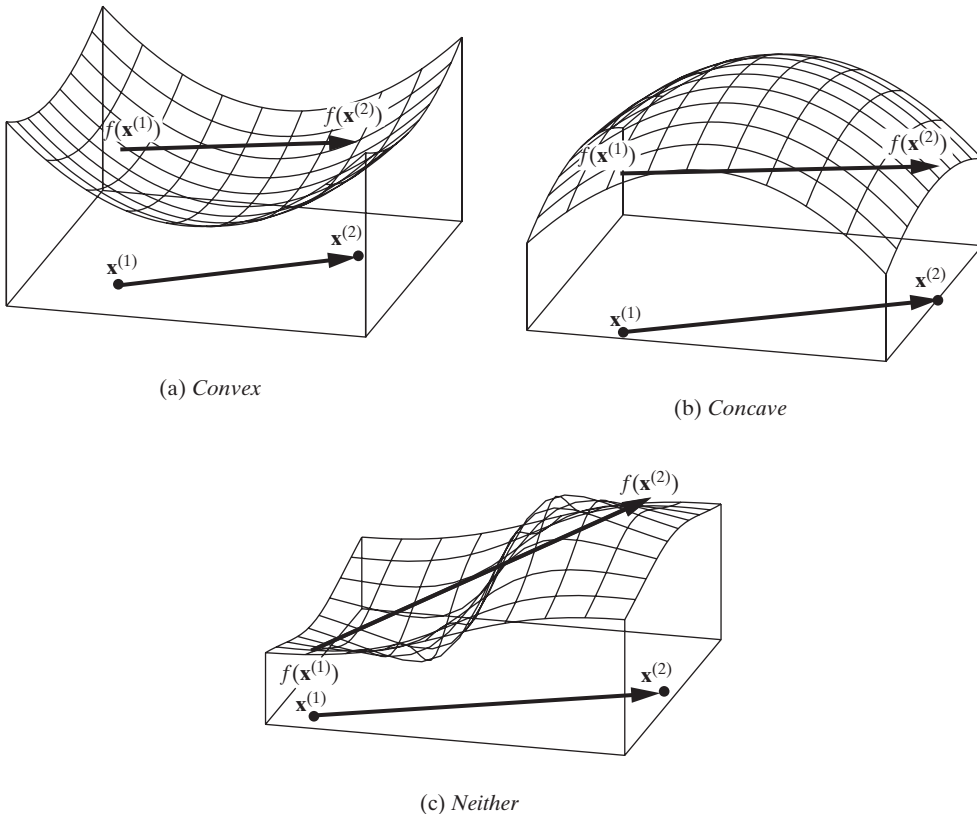 f(x⁽¹⁾)
f(x⁽²⁾)
x⁽¹⁾
x⁽²⁾
(a) Convex
f(x⁽¹⁾)
f(x⁽²⁾)
x⁽¹⁾
x⁽²⁾
(b) Concave
f(x⁽²⁾)
f(x⁽¹⁾)
x⁽¹⁾
x⁽²⁾
(c) Neither